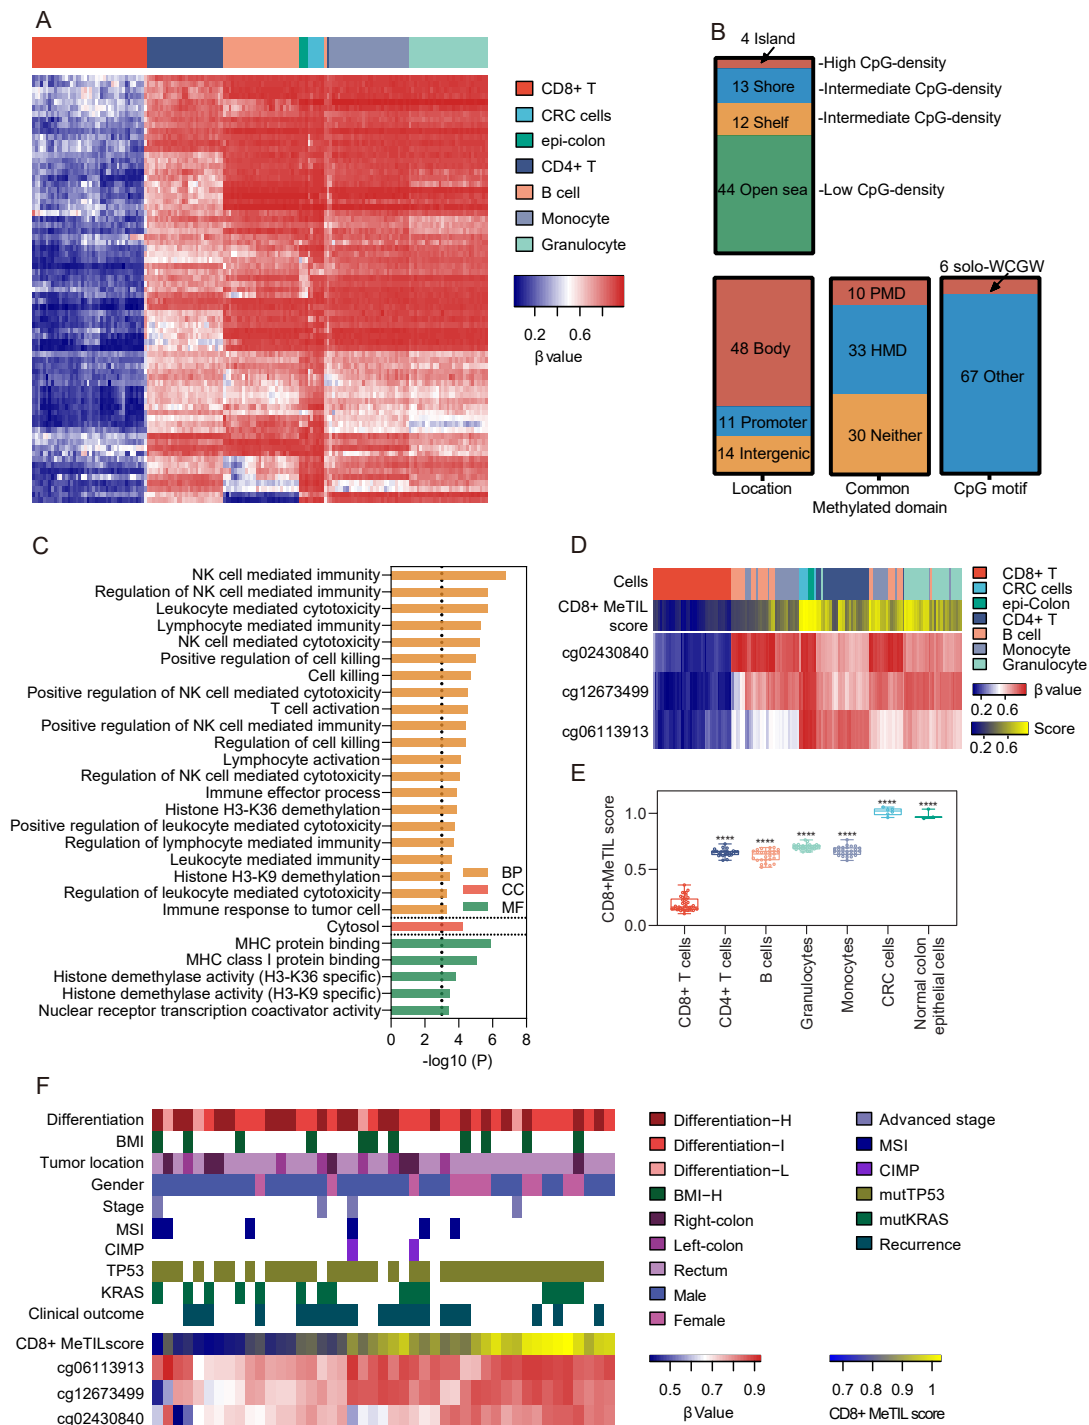 A
CD8+ T
CRC cells
epi-colon
CD4+ T
B cell
Monocyte
Granulocyte
0.2 0.6
β value
B
4 Island
13 Shore
12 Shelf
44 Open sea
-High CpG-density
-Intermediate CpG-density
-Intermediate CpG-density
-Low CpG-density
6 solo-WCGW
48 Body
11 Promoter
14 Intergenic
10 PMD
33 HMD
30 Neither
67 Other
Location
Common
Methylated domain
CpG motif
C
NK cell mediated immunity
Regulation of NK cell mediated immunity
Leukocyte mediated cytotoxicity
Lymphocyte mediated immunity
NK cell mediated cytotoxicity
Positive regulation of cell killing
Cell killing
Positive regulation of NK cell mediated cytotoxicity
T cell activation
Positive regulation of NK cell mediated immunity
Regulation of cell killing
Lymphocyte activation
Regulation of NK cell mediated cytotoxicity
Immune effector process
Histone H3-K36 demethylation
Positive regulation of leukocyte mediated cytotoxicity
Regulation of lymphocyte mediated immunity
Leukocyte mediated immunity
Histone H3-K9 demethylation
Regulation of leukocyte mediated cytotoxicity
Immune response to tumor cell
Cytosol
MHC protein binding
MHC class I protein binding
Histone demethylase activity (H3-K36 specific)
Histone demethylase activity (H3-K9 specific)
Nuclear receptor transcription coactivator activity
BP
CC
MF
0 2 4 6 8
-log10 (P)
D
Cells
CD8+ MeTIL
score
cg02430840
cg12673499
cg06113913
CD8+ T
CRC cells
epi-Colon
CD4+ T
B cell
Monocyte
Granulocyte
β value
0.2 0.6
Score
0.2 0.6
E
CD8+MeTIL score
1.0
0.5
0.0
**** **** **** **** **** ****
CD8+ T cells
CD4+ T cells
B cells
Granulocytes
Monocytes
CRC cells
Normal colon
epithelial cells
F
Differentiation
BMI
Tumor location
Gender
Stage
MSI
CIMP
TP53
KRAS
Clinical outcome
CD8+ MeTILscore
cg06113913
cg12673499
cg02430840
Differentiation−H
Differentiation−I
Differentiation−L
BMI−H
Right-colon
Left-colon
Rectum
Male
Female
Advanced stage
MSI
CIMP
mutTP53
mutKRAS
Recurrence
0.5 0.7 0.9
β Value
0.7 0.8 0.9 1
CD8+ MeTIL score